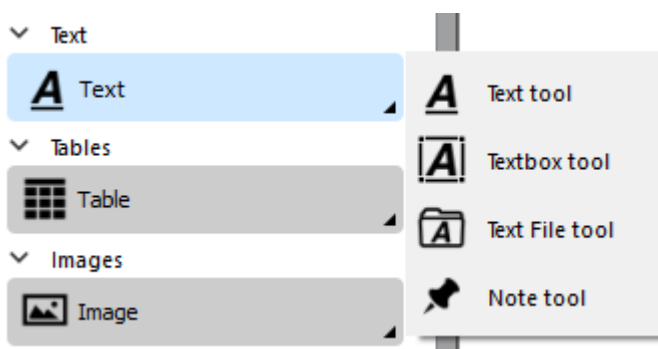 Text
Text
Tables
Table
Images
Image
Text tool
Textbox tool
Text File tool
Note tool